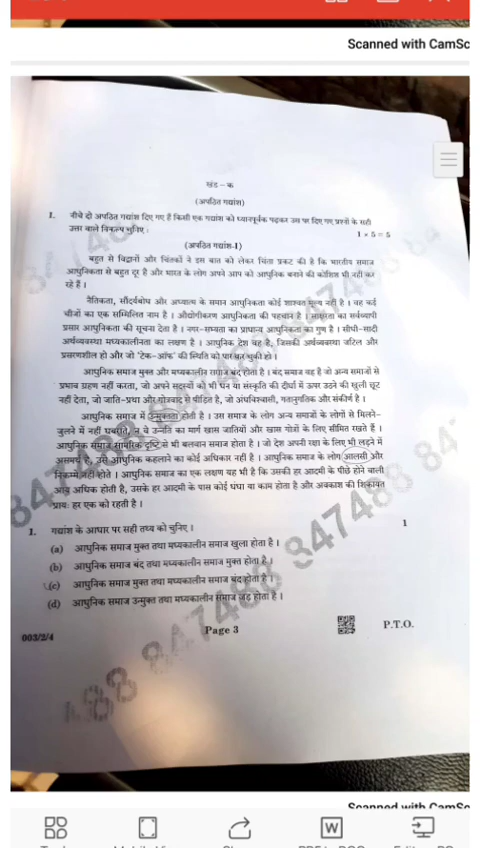 Scanned with CamSc
खंड – क
(अपठित गद्यांश)
1. नीचे दो अपठित गद्यांश दिए गए हैं किसी एक गद्यांश को ध्यानपूर्वक पढ़कर उस पर दिए गए प्रश्नों के सही
उत्तर वाले विकल्प चुनिए :
1 × 5 = 5
(अपठित गद्यांश-I)
बहुत से विद्वानों और चिंतकों ने इस बात को लेकर चिंता प्रकट की है कि भारतीय समाज
आधुनिकता से बहुत दूर है और भारत के लोग अपने आप को आधुनिक बनाने की कोशिश भी नहीं कर
रहे हैं ।
नैतिकता, सौंदर्यबोध और अध्यात्म के समान आधुनिकता कोई शाश्वत मूल्य नहीं है । वह कई
चीजों का एक सम्मिलित नाम है । औद्योगीकरण आधुनिकता की पहचान है । साक्षरता का सर्वव्यापी
प्रसार आधुनिकता की सूचना देता है । नगर-सभ्यता का प्राधान्य आधुनिकता का गुण है । सीधी-सादी
अर्थव्यवस्था मध्यकालीनता का लक्षण है । आधुनिक देश वह है, जिसकी अर्थव्यवस्था जटिल और
प्रसरणशील हो और जो 'टेक-ऑफ' की स्थिति को पार कर चुकी हो ।
आधुनिक समाज मुक्त और मध्यकालीन समाज बंद होता है । बंद समाज वह है जो अन्य समाजों से
प्रभाव ग्रहण नहीं करता, जो अपने सदस्यों को भी धन या संस्कृति की दीर्घा में ऊपर उठने की खुली छूट
नहीं देता, जो जाति-प्रथा और गोत्रवाद से पीड़ित है, जो अंधविश्वासी, गतानुगतिक और संकीर्ण है ।
आधुनिक समाज में उन्मुक्तता होती है । उस समाज के लोग अन्य समाजों के लोगों से मिलने-
जुलने में नहीं घबराते, न वे उन्नति का मार्ग खास जातियों और खास गोत्रों के लिए सीमित रखते हैं ।
आधुनिक समाज सामरिक दृष्टि से भी बलवान समाज होता है । जो देश अपनी रक्षा के लिए भी लड़ने में
असमर्थ है, उसे आधुनिक कहलाने का कोई अधिकार नहीं है । आधुनिक समाज के लोग आलसी और
निकम्मे नहीं होते । आधुनिक समाज का एक लक्षण यह भी है कि उसकी हर आदमी के पीछे होने वाली
आय अधिक होती है, उसके हर आदमी के पास कोई धंधा या काम होता है और अवकाश की शिकायत
प्रायः हर एक को रहती है ।
1. गद्यांश के आधार पर सही तथ्य को चुनिए । 1
(a) आधुनिक समाज मुक्त तथा मध्यकालीन समाज खुला होता है ।
(b) आधुनिक समाज बंद तथा मध्यकालीन समाज मुक्त होता है ।
(c) आधुनिक समाज मुक्त तथा मध्यकालीन समाज बंद होता है ।
(d) आधुनिक समाज उन्मुक्त तथा मध्यकालीन समाज जड़ होता है ।
003/2/4 Page 3 P.T.O.
Scanned with CamSc